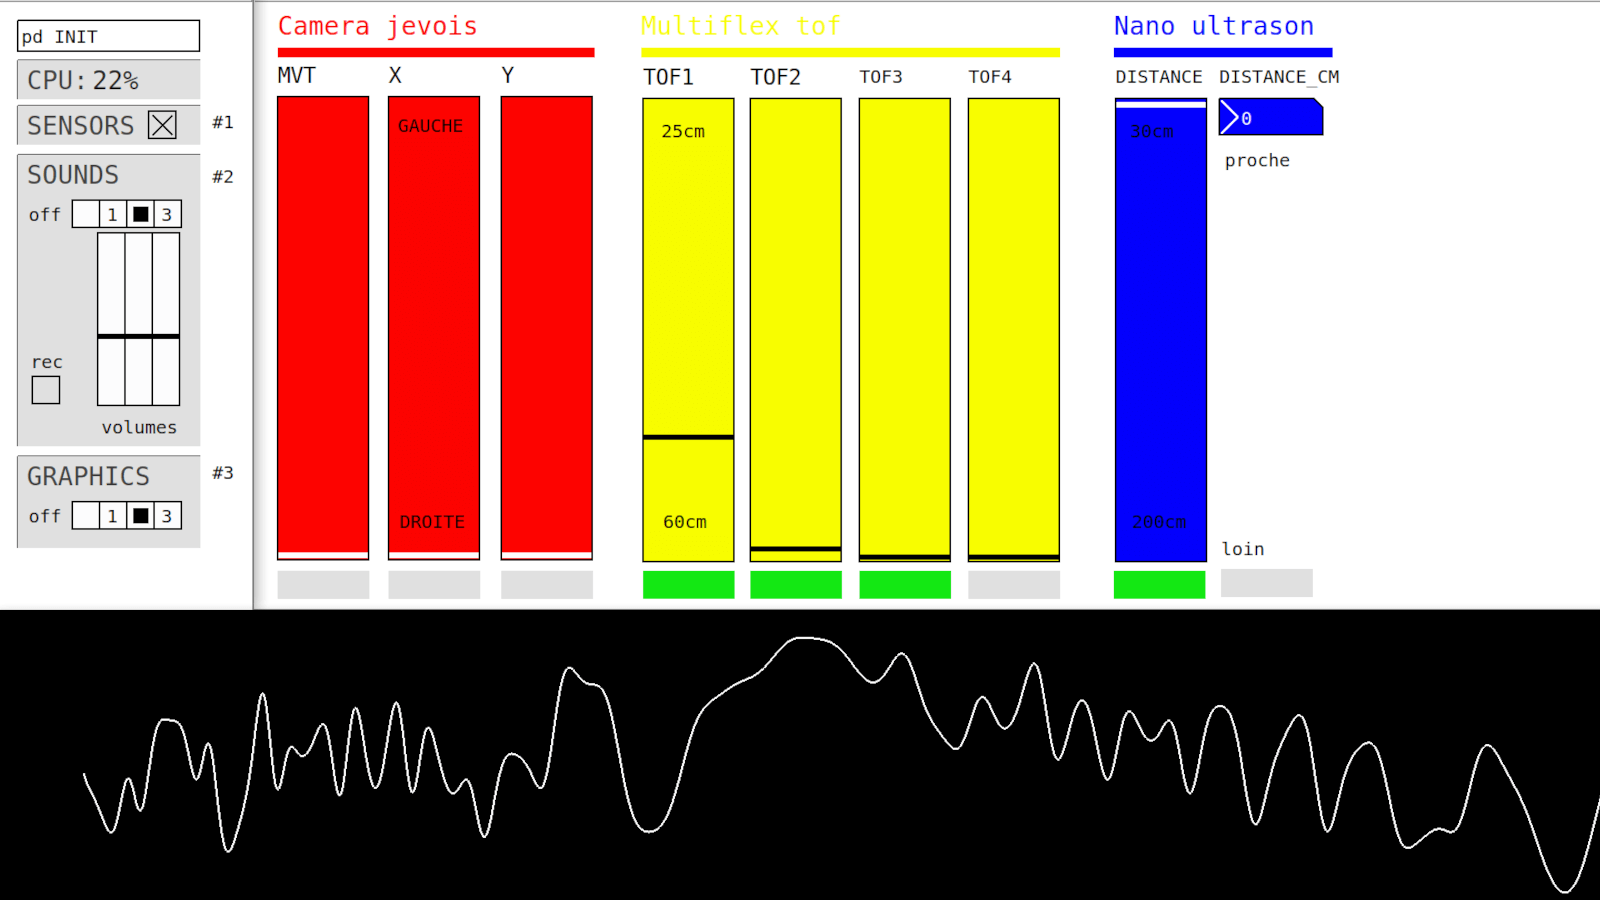 pd INIT
CPU: 22%
SENSORS
#1
SOUNDS
#2
off 1 3
rec
volumes
GRAPHICS
#3
off 1 3
Camera jevois
MVT X Y
GAUCHE
DROITE
Multiflex tof
TOF1 TOF2 TOF3 TOF4
25cm
60cm
Nano ultrason
DISTANCE DISTANCE_CM
30cm
0
proche
200cm
loin